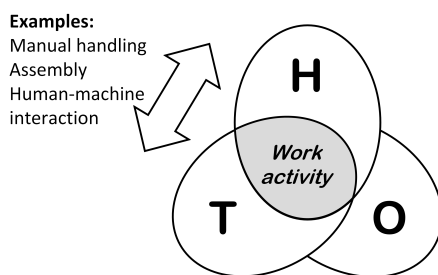 Examples:
Manual handling
Assembly
Human-machine
interaction
H
Work
activity
T
O